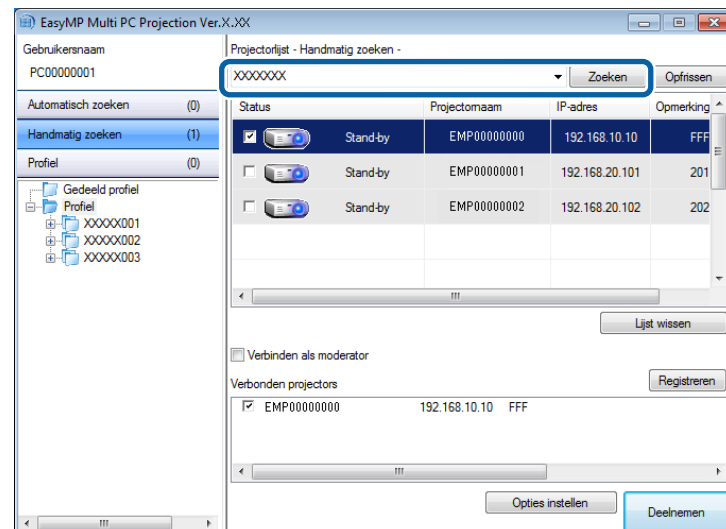 EasyMP Multi PC Projection Ver.X.XX
Gebruikersnaam
PC00000001
Automatisch zoeken (0)
Handmatig zoeken (1)
Profiel (0)
Gedeeld profiel
Profiel
XXXXX001
XXXXX002
XXXXX003
Projectorlijst - Handmatig zoeken -
XXXXXXX Zoeken Opfrissen
Status Projectornaam IP-adres Opmerking
Stand-by EMP00000000 192.168.10.10 FFF
Stand-by EMP00000001 192.168.20.101 201
Stand-by EMP00000002 192.168.20.102 202
Lijst wissen
Verbinden als moderator
Verbonden projectors Registreren
EMP00000000 192.168.10.10 FFF
Opties instellen Deelnemen